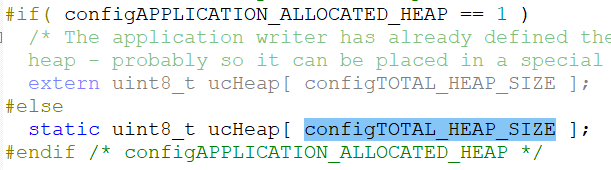 #if( configAPPLICATION_ALLOCATED_HEAP == 1 )
/* The application writer has already defined the
heap - probably so it can be placed in a special
extern uint8_t ucHeap[ configTOTAL_HEAP_SIZE ];
#else
static uint8_t ucHeap[ configTOTAL_HEAP_SIZE ];
#endif /* configAPPLICATION_ALLOCATED_HEAP */